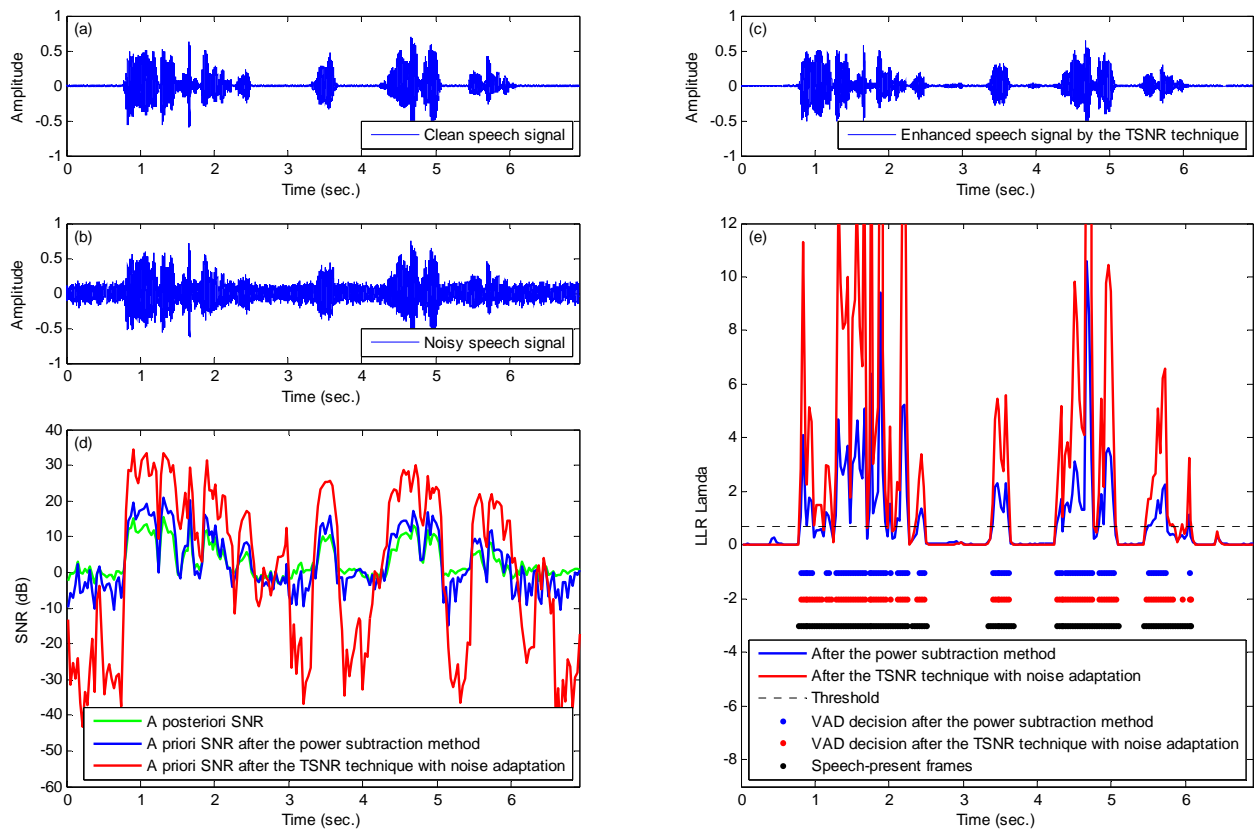 (a)
Amplitude
1
0.5
0
-0.5
-1
Clean speech signal
0 1 2 3 4 5 6
Time (sec.)
(b)
Amplitude
1
0.5
0
-0.5
-1
Noisy speech signal
0 1 2 3 4 5 6
Time (sec.)
(d)
SNR (dB)
40
30
20
10
0
-10
-20
-30
-40
-50
-60
A posteriori SNR
A priori SNR after the power subtraction method
A priori SNR after the TSNR technique with noise adaptation
0 1 2 3 4 5 6
Time (sec.)
(c)
Amplitude
1
0.5
0
-0.5
-1
Enhanced speech signal by the TSNR technique
0 1 2 3 4 5 6
Time (sec.)
(e)
LLR Lamda
12
10
8
6
4
2
0
-2
-4
-6
-8
After the power subtraction method
After the TSNR technique with noise adaptation
Threshold
VAD decision after the power subtraction method
VAD decision after the TSNR technique with noise adaptation
Speech-present frames
0 1 2 3 4 5 6
Time (sec.)